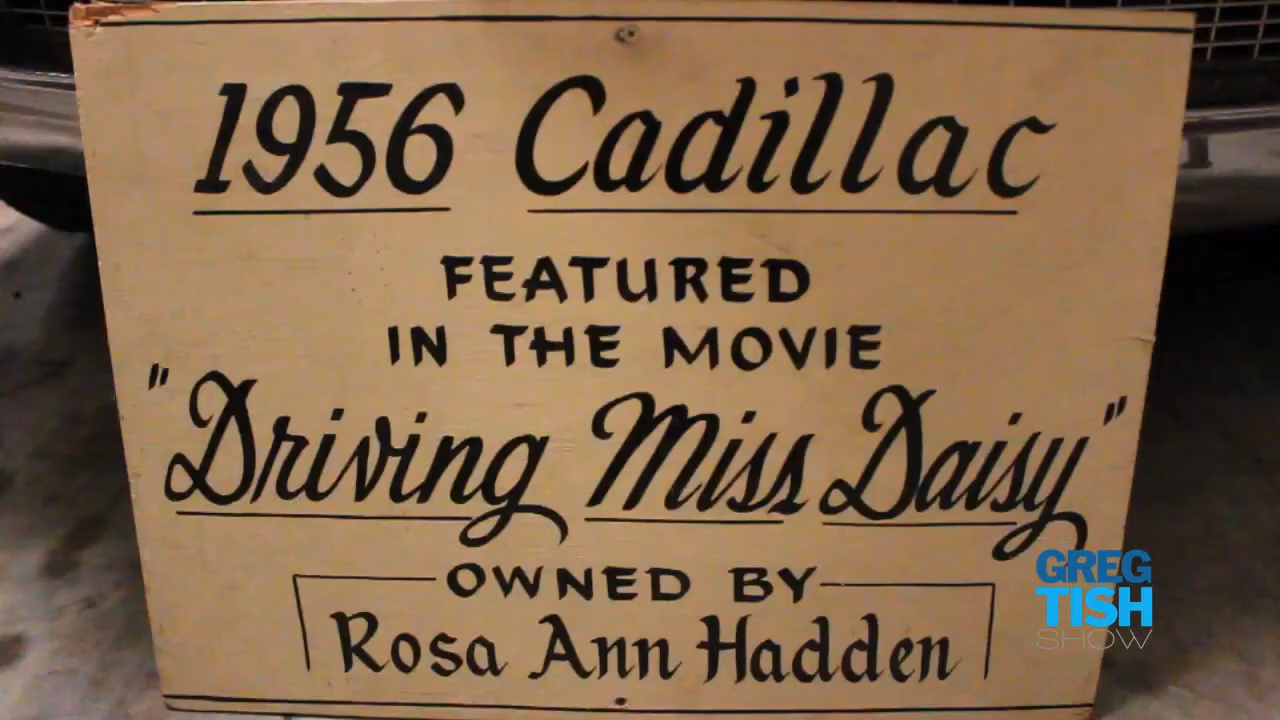 1956 Cadillac
FEATURED
IN THE MOVIE
"Driving Miss Daisy"
OWNED BY
Rosa Ann Hadden
GREG
TISH
SHOW